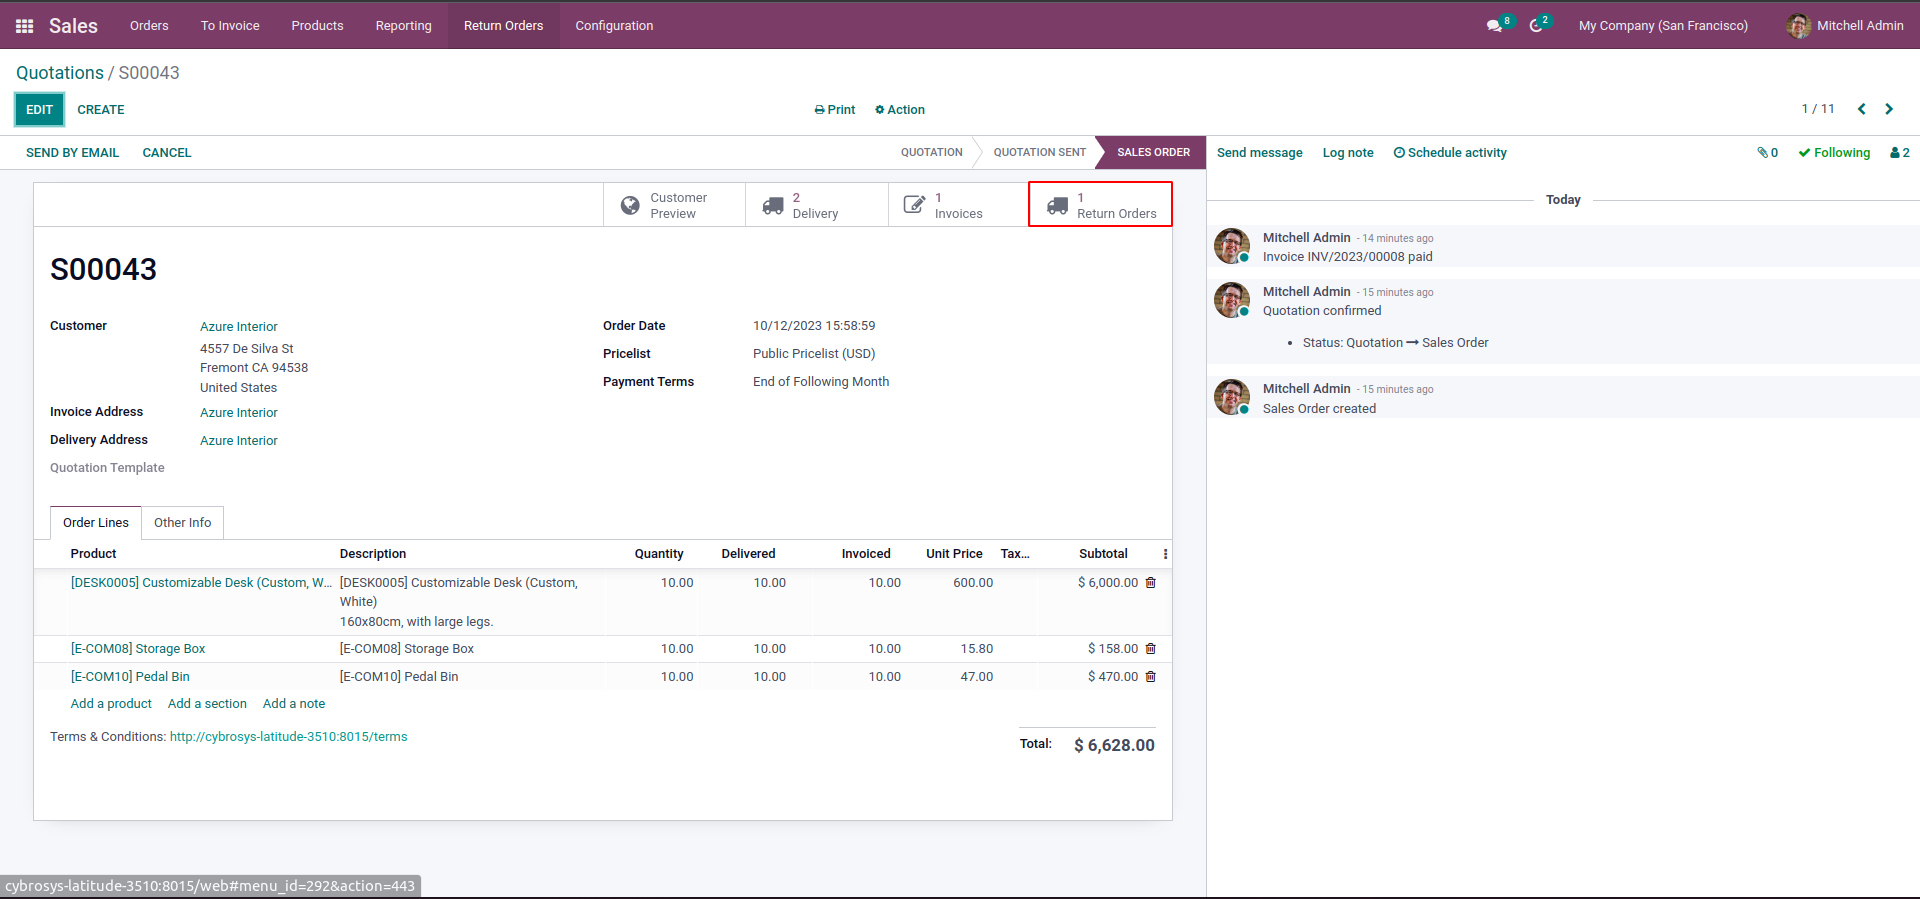 Sales Orders To Invoice Products Reporting Return Orders Configuration 8 2 My Company (San Francisco) Mitchell Admin
Quotations / S00043
EDIT CREATE Print Action 1 / 11
SEND BY EMAIL CANCEL QUOTATION QUOTATION SENT SALES ORDER Send message Log note Schedule activity 0 Following 2
Customer Preview
2 Delivery
1 Invoices
1 Return Orders
S00043
Customer Azure Interior
4557 De Silva St
Fremont CA 94538
United States
Invoice Address Azure Interior
Delivery Address Azure Interior
Quotation Template
Order Date 10/12/2023 15:58:59
Pricelist Public Pricelist (USD)
Payment Terms End of Following Month
Order Lines Other Info
Product Description Quantity Delivered Invoiced Unit Price Tax... Subtotal
[DESK0005] Customizable Desk (Custom, W... [DESK0005] Customizable Desk (Custom, 10.00 10.00 10.00 600.00 $ 6,000.00
White)
160x80cm, with large legs.
[E-COM08] Storage Box [E-COM08] Storage Box 10.00 10.00 10.00 15.80 $ 158.00
[E-COM10] Pedal Bin [E-COM10] Pedal Bin 10.00 10.00 10.00 47.00 $ 470.00
Add a product Add a section Add a note
Terms & Conditions: http://cybrosys-latitude-3510:8015/terms
Total: $ 6,628.00
Today
Mitchell Admin - 14 minutes ago
Invoice INV/2023/00008 paid
Mitchell Admin - 15 minutes ago
Quotation confirmed
• Status: Quotation → Sales Order
Mitchell Admin - 15 minutes ago
Sales Order created
cybrosys-latitude-3510:8015/web#menu_id=292&action=443